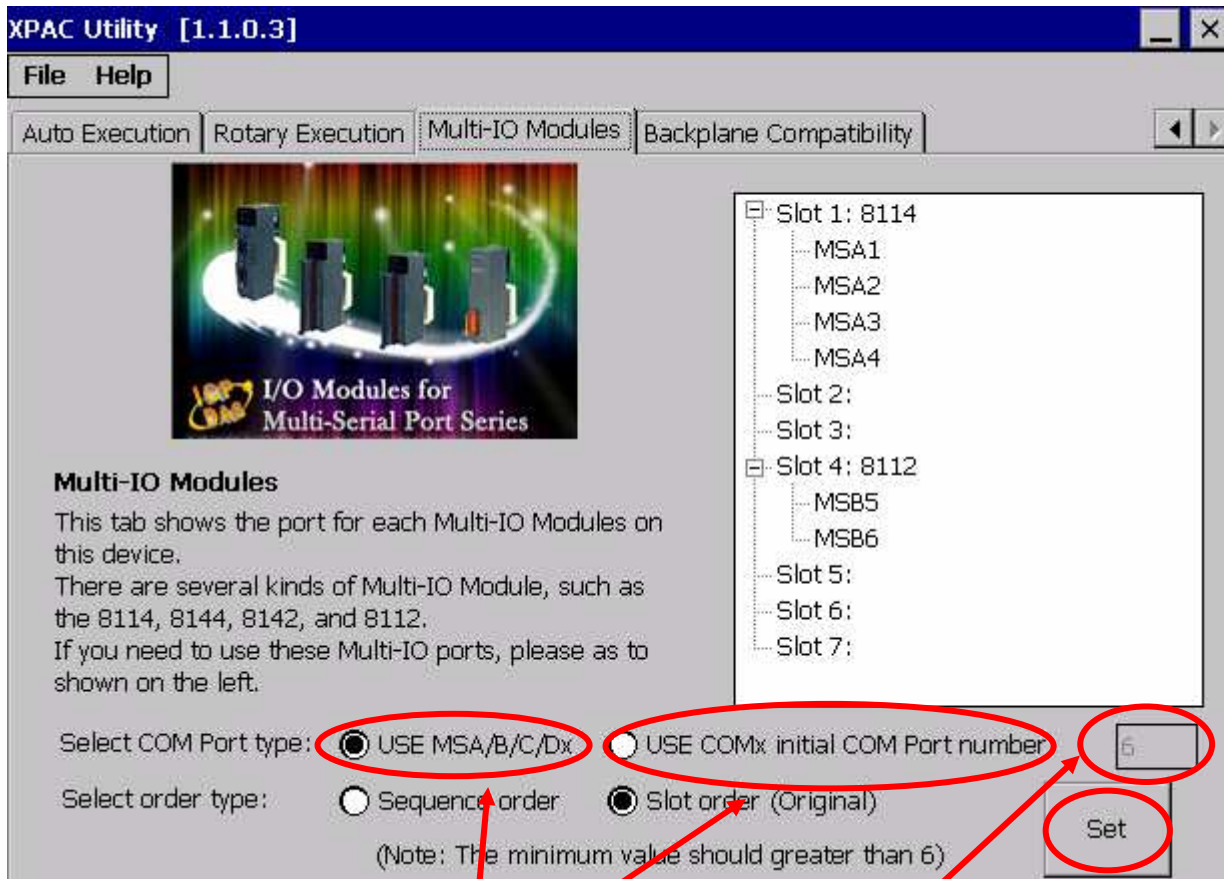 XPAC Utility [1.1.0.3]
File Help
Auto Execution Rotary Execution Multi-IO Modules Backplane Compatibility
ICP DAS
I/O Modules for
Multi-Serial Port Series
Multi-IO Modules
This tab shows the port for each Multi-IO Modules on
this device.
There are several kinds of Multi-IO Module, such as
the 8114, 8144, 8142, and 8112.
If you need to use these Multi-IO ports, please as to
shown on the left.
Slot 1: 8114
MSA1
MSA2
MSA3
MSA4
Slot 2:
Slot 3:
Slot 4: 8112
MSB5
MSB6
Slot 5:
Slot 6:
Slot 7:
Select COM Port type: USE MSA/B/C/Dx USE COMx initial COM Port number 6
Select order type: Sequence order Slot order (Original)
Set
(Note: The minimum value should greater than 6)